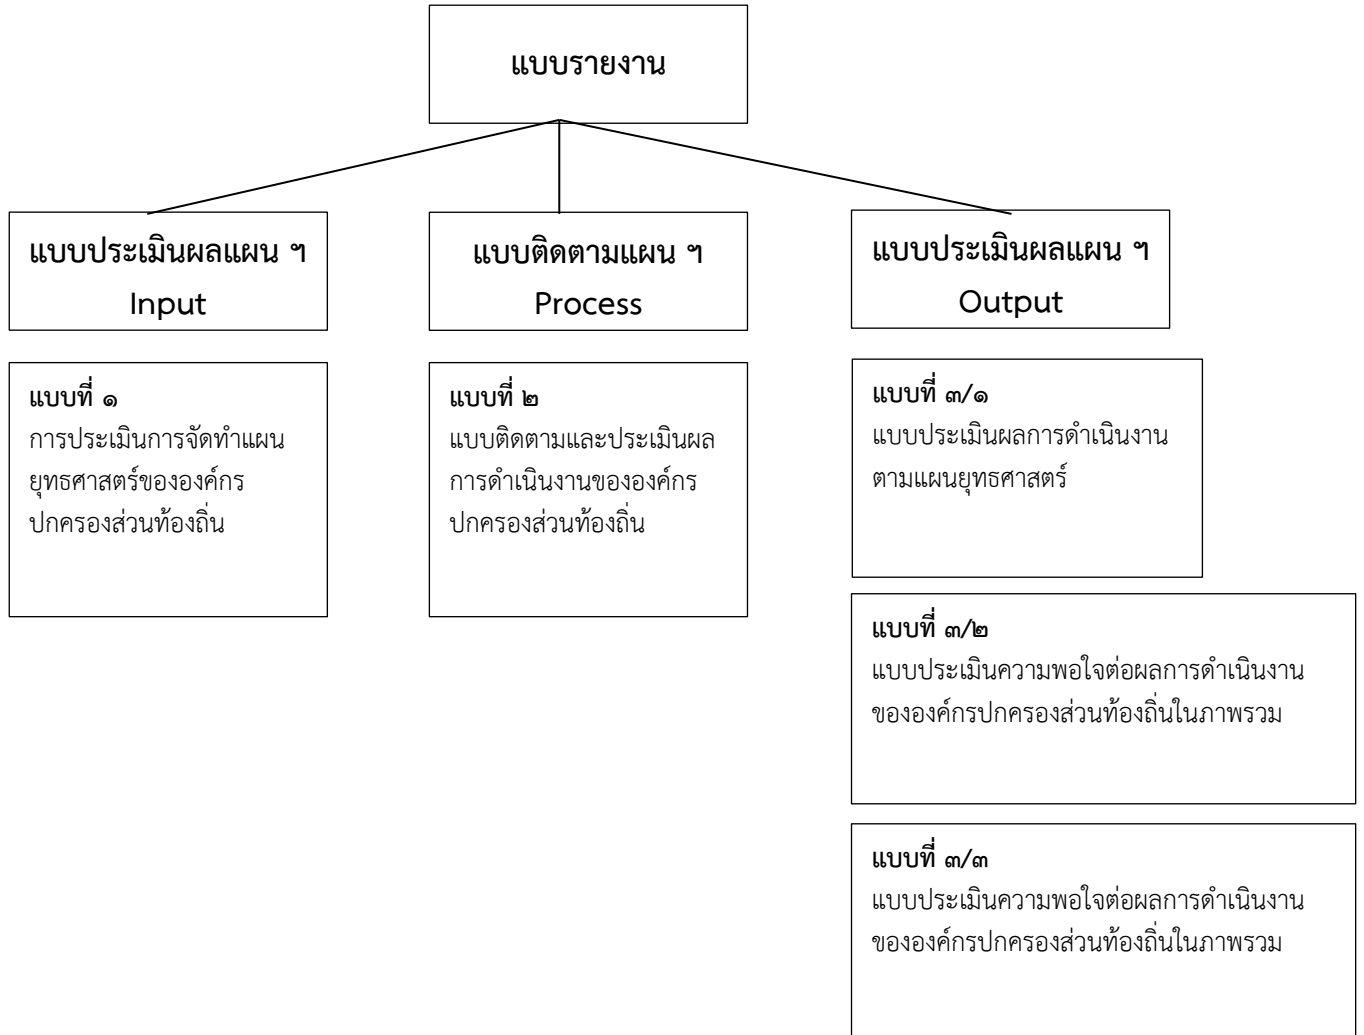 แบบรายงาน
แบบประเมินผลแผน ฯ
Input
แบบติดตามแผน ฯ
Process
แบบประเมินผลแผน ฯ
Output
แบบที่ ๑
การประเมินการจัดทำแผน
ยุทธศาสตร์ขององค์กร
ปกครองส่วนท้องถิ่น
แบบที่ ๒
แบบติดตามและประเมินผล
การดำเนินงานขององค์กร
ปกครองส่วนท้องถิ่น
แบบที่ ๓/๑
แบบประเมินผลการดำเนินงาน
ตามแผนยุทธศาสตร์
แบบที่ ๓/๒
แบบประเมินความพอใจต่อผลการดำเนินงาน
ขององค์กรปกครองส่วนท้องถิ่นในภาพรวม
แบบที่ ๓/๓
แบบประเมินความพอใจต่อผลการดำเนินงาน
ขององค์กรปกครองส่วนท้องถิ่นในภาพรวม